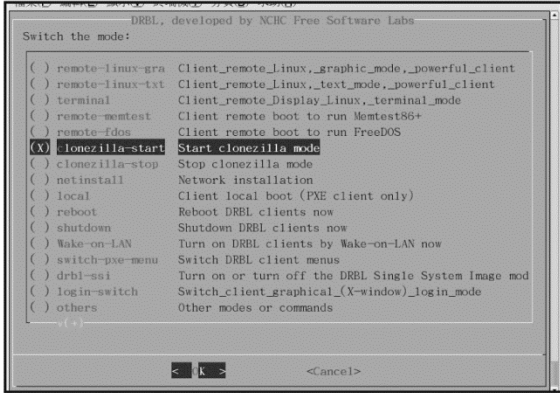 DRBL, developed by NCHC Free Software Labs
Switch the mode:
( ) remote-linux-gra Client_remote_Linux,_graphic_mode,_powerful_client
( ) remote-linux-txt Client_remote_Linux,_text_mode,_powerful_client
( ) terminal Client_remote_Display_Linux,_terminal_mode
( ) remote-memtest Client remote boot to run Memtest86+
( ) remote-fdos Client remote boot to run FreeDOS
(X) clonezilla-start Start clonezilla mode
( ) clonezilla-stop Stop clonezilla mode
( ) netinstall Network installation
( ) local Client local boot (PXE client only)
( ) reboot Reboot DRBL clients now
( ) shutdown Shutdown DRBL clients now
( ) Wake-on-LAN Turn on DRBL clients by Wake-on-LAN now
( ) switch-pxe-menu Switch DRBL client menus
( ) drbl-ssi Turn on or turn off the DRBL Single System Image mod
( ) login-switch Switch_client_graphical_(X-window)_login_mode
( ) others Other modes or commands
v(+)
< OK > <Cancel>